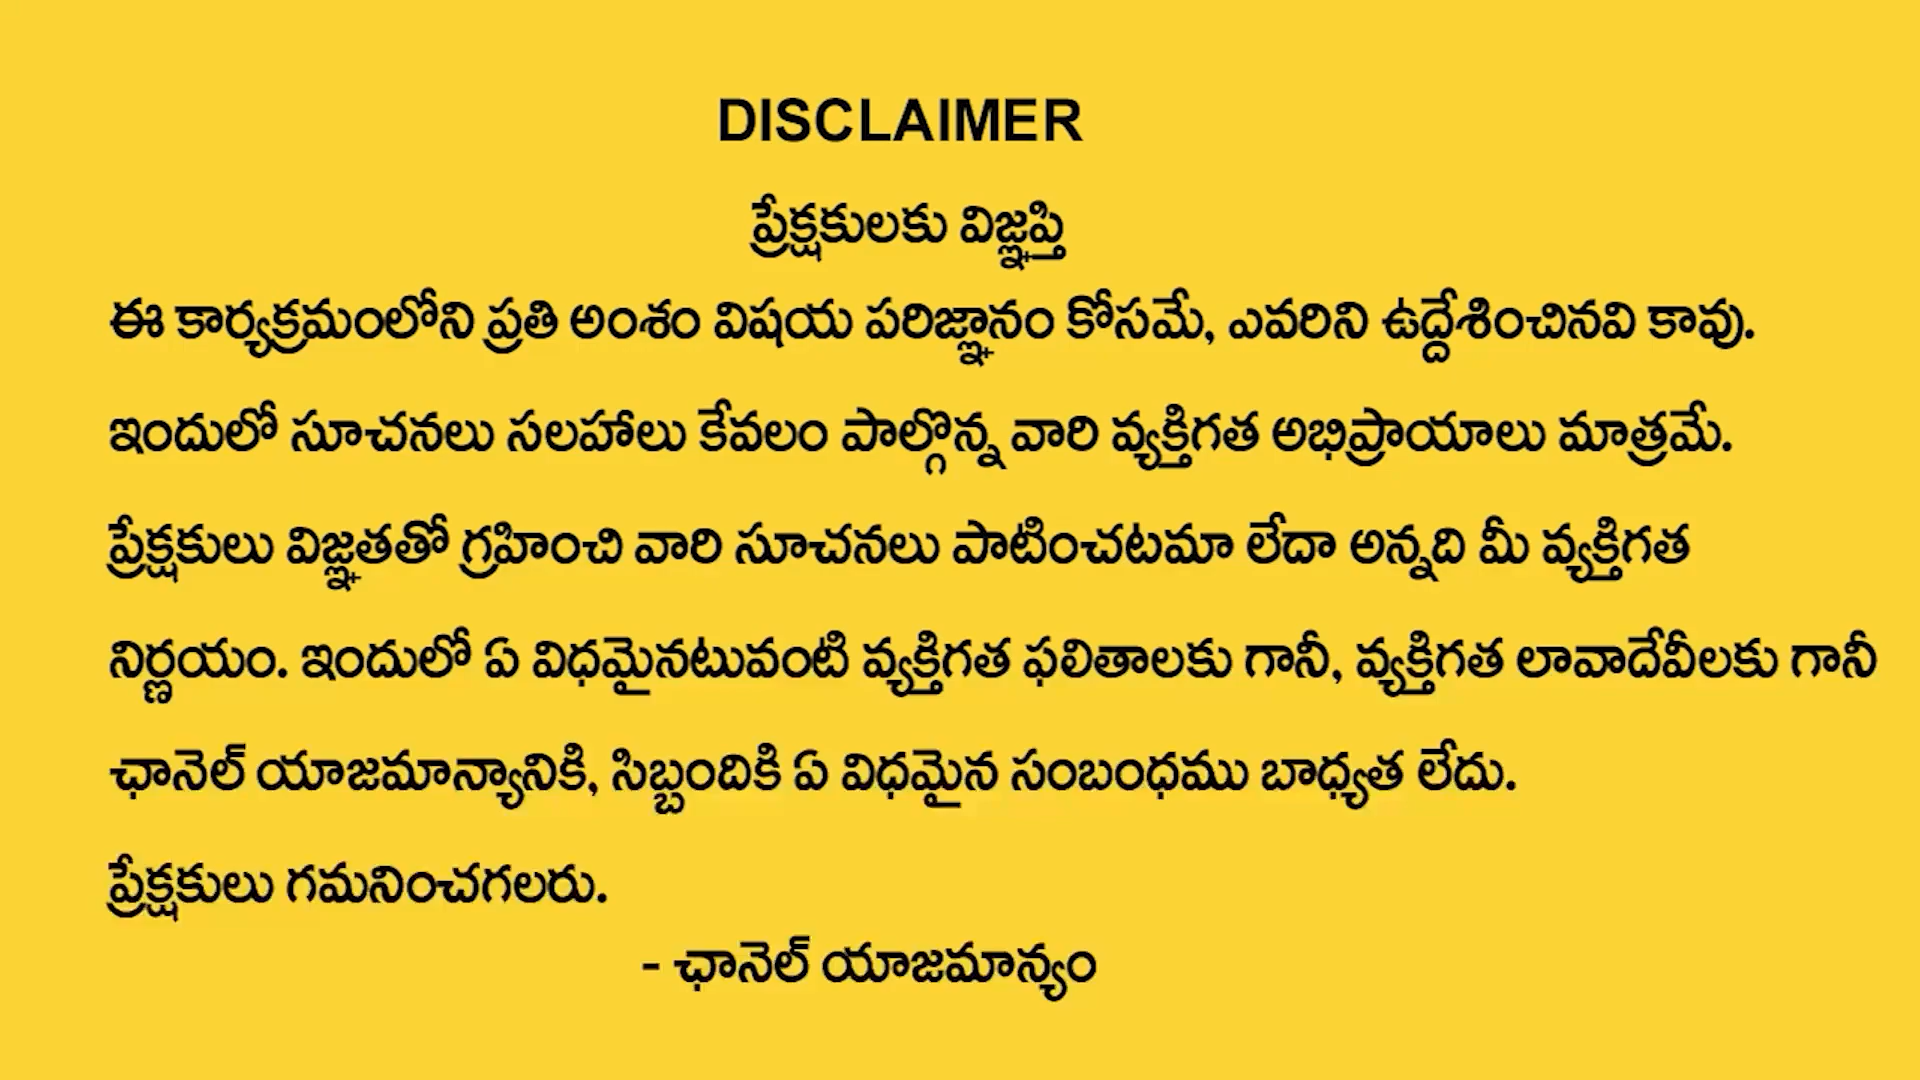 DISCLAIMER
ప్రేక్షకులకు విజ్ఞప్తి
ఈ కార్యక్రమంలోని ప్రతి అంశం విషయ పరిజ్ఞానం కోసమే, ఎవరిని ఉద్దేశించినవి కావు.
ఇందులో సూచనలు సలహాలు కేవలం పాల్గొన్న వారి వ్యక్తిగత అభిప్రాయాలు మాత్రమే.
ప్రేక్షకులు విజ్ఞతతో గ్రహించి వారి సూచనలు పాటించటమా లేదా అన్నది మీ వ్యక్తిగత
నిర్ణయం. ఇందులో ఏ విధమైనటువంటి వ్యక్తిగత ఫలితాలకు గానీ, వ్యక్తిగత లావాదేవీలకు గానీ
ఛానెల్ యాజమాన్యానికి, సిబ్బందికి ఏ విధమైన సంబంధము బాధ్యత లేదు.
ప్రేక్షకులు గమనించగలరు.
- ఛానెల్ యాజమాన్యం